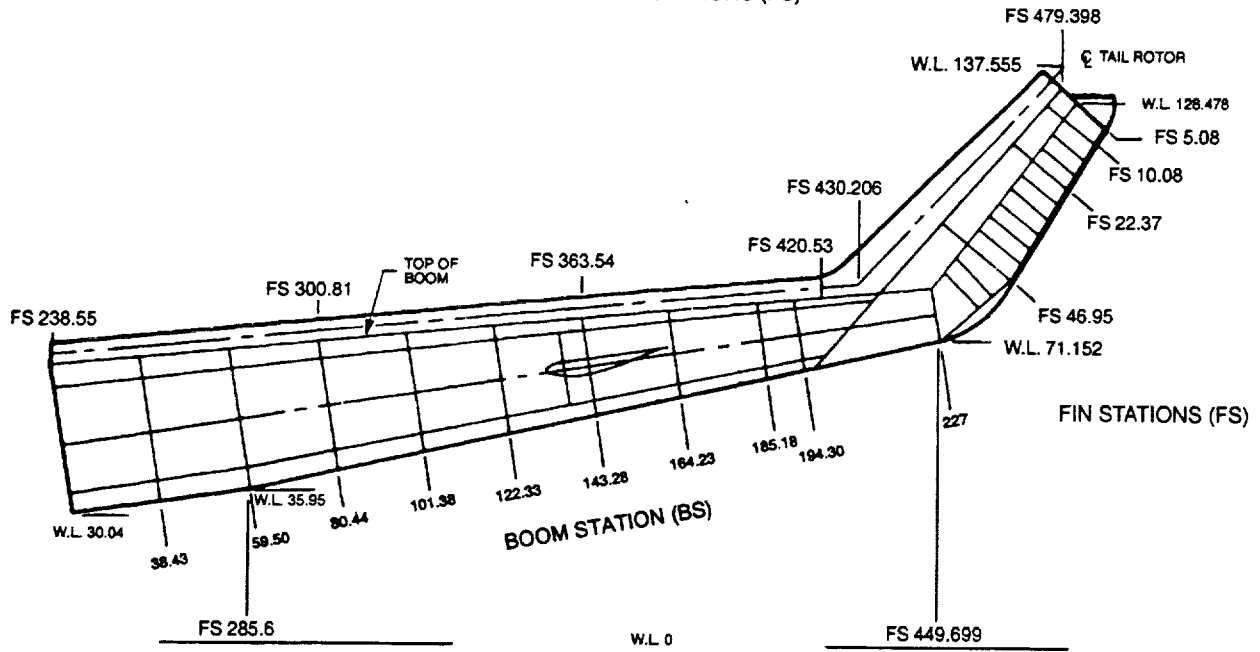 FS 479.398
W.L. 137.555
℄ TAIL ROTOR
W.L. 128.478
FS 5.08
FS 10.08
FS 430.206
FS 22.37
FS 420.53
FS 363.54
TOP OF
BOOM
FS 300.81
FS 238.55
FS 46.95
W.L. 71.152
227
FIN STATIONS (FS)
194.30
185.18
164.23
143.28
122.33
101.38
80.44
W.L. 35.95
59.50
W.L. 30.04
38.43
BOOM STATION (BS)
FS 285.6
W.L. 0
FS 449.699